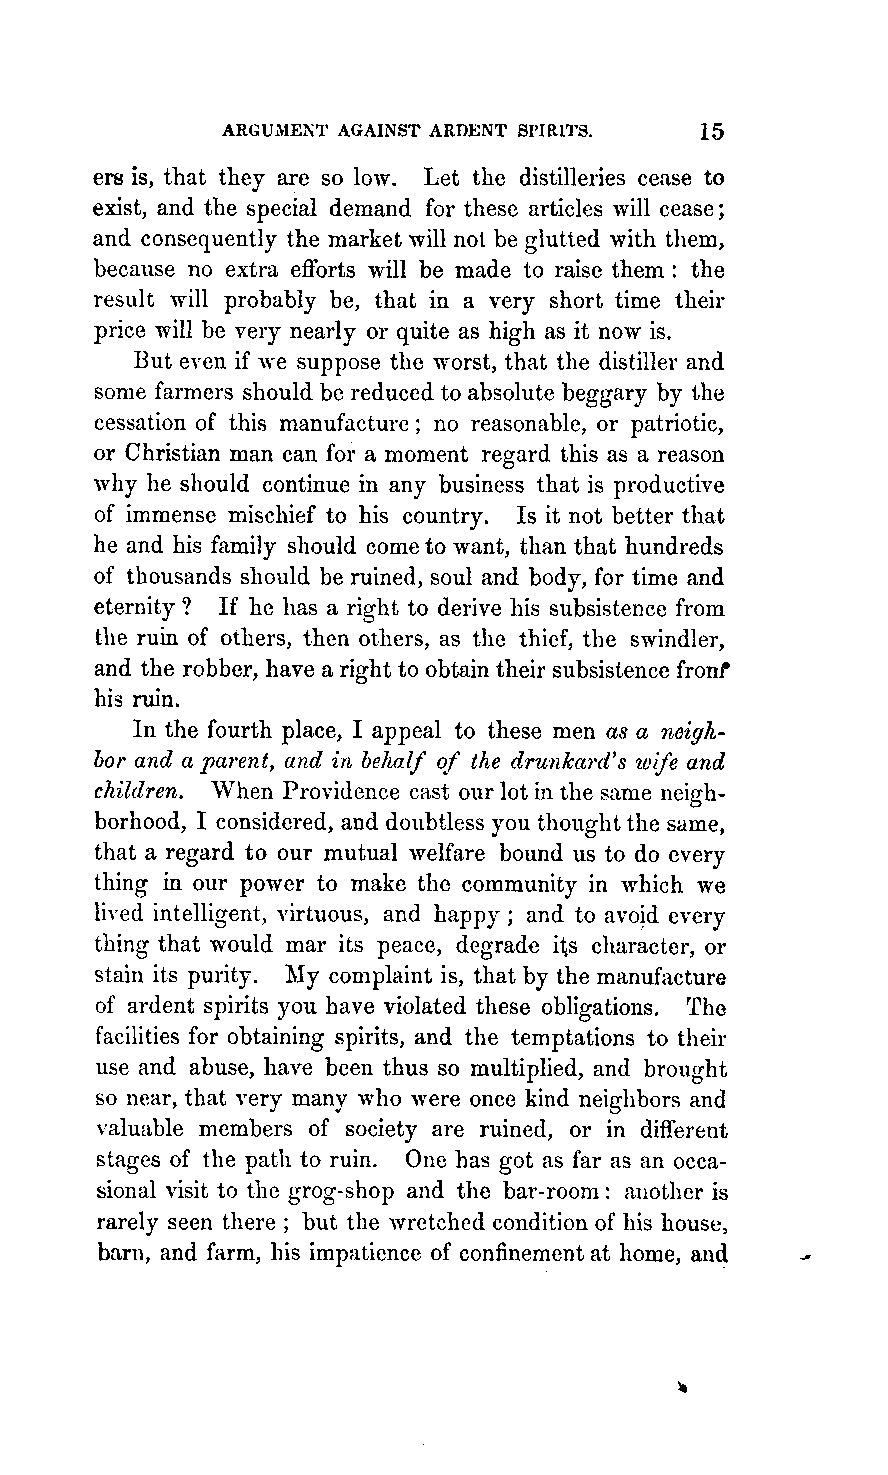 ARGUMENT AGAINST ARDENT SPIRITS. 15
ers is, that they are so low. Let the distilleries cease to
exist, and the special demand for these articles will cease;
and consequently the market will not be glutted with them,
because no extra efforts will be made to raise them : the
result will probably be, that in a very short time their
price will be very nearly or quite as high as it now is.
But even if we suppose the worst, that the distiller and
some farmers should be reduced to absolute beggary by the
cessation of this manufacture ; no reasonable, or patriotic,
or Christian man can for a moment regard this as a reason
why he should continue in any business that is productive
of immense mischief to his country. Is it not better that
he and his family should come to want, than that hundreds
of thousands should be ruined, soul and body, for time and
eternity ? If he has a right to derive his subsistence from
the ruin of others, then others, as the thief, the swindler,
and the robber, have a right to obtain their subsistence from
his ruin.
In the fourth place, I appeal to these men as a neigh-
bor and a parent, and in behalf of the drunkard's wife and
children. When Providence cast our lot in the same neigh-
borhood, I considered, and doubtless you thought the same,
that a regard to our mutual welfare bound us to do every
thing in our power to make the community in which we
lived intelligent, virtuous, and happy ; and to avoid every
thing that would mar its peace, degrade its character, or
stain its purity. My complaint is, that by the manufacture
of ardent spirits you have violated these obligations. The
facilities for obtaining spirits, and the temptations to their
use and abuse, have been thus so multiplied, and brought
so near, that very many who were once kind neighbors and
valuable members of society are ruined, or in different
stages of the path to ruin. One has got as far as an occa-
sional visit to the grog-shop and the bar-room : another is
rarely seen there ; but the wretched condition of his house,
barn, and farm, his impatience of confinement at home, and